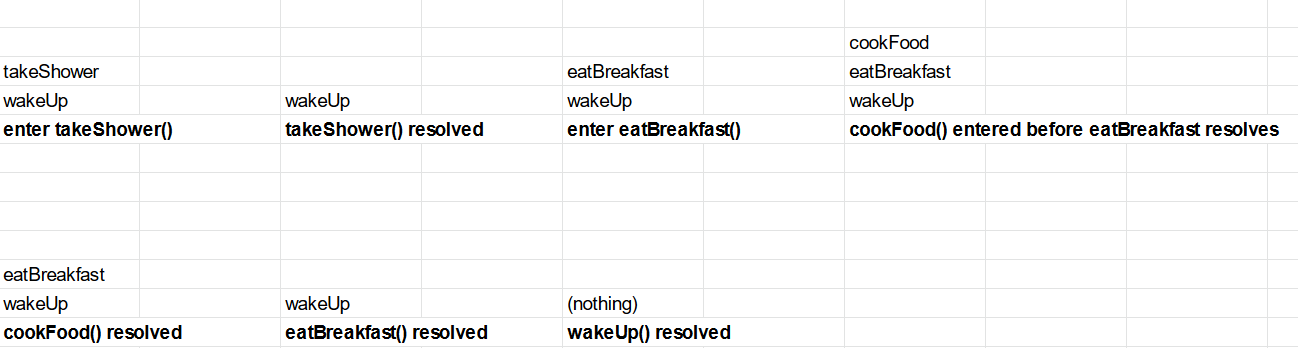 cookFood
takeShower eatBreakfast eatBreakfast
wakeUp wakeUp wakeUp wakeUp
enter takeShower() takeShower() resolved enter eatBreakfast() cookFood() entered before eatBreakfast resolves
eatBreakfast
wakeUp wakeUp (nothing)
cookFood() resolved eatBreakfast() resolved wakeUp() resolved